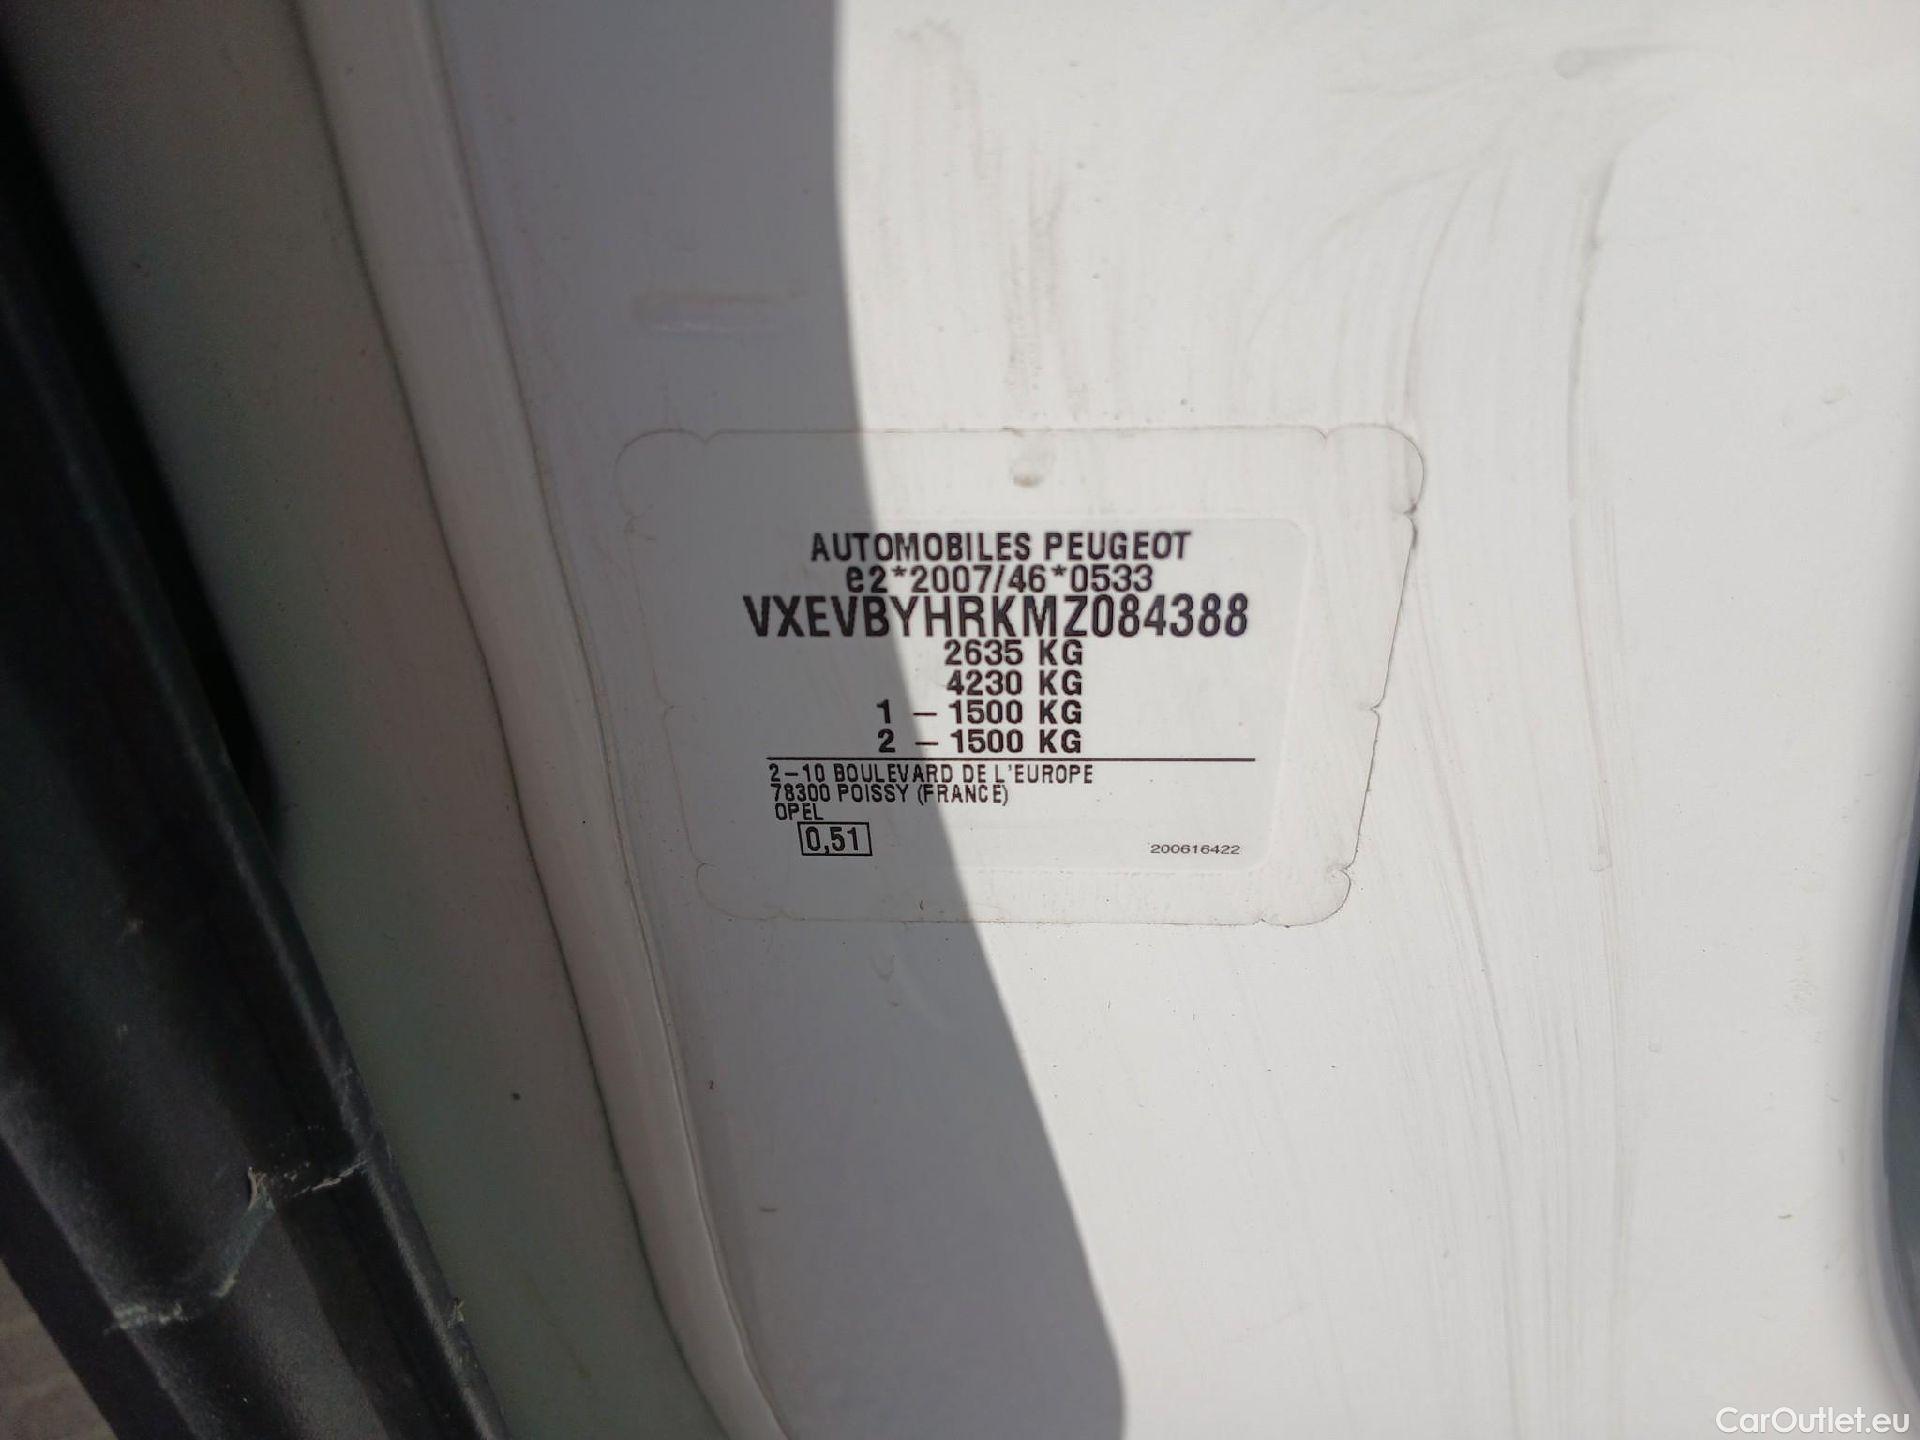 AUTOMOBILES PEUGEOT
e2*2007/46*0533
VXEVBYHRKMZ084388
2635 KG
4230 KG
1 – 1500 KG
2 – 1500 KG
2–10 BOULEVARD DE L'EUROPE
78300 POISSY (FRANCE)
OPEL
0,51
200616422
CarOutlet.eu